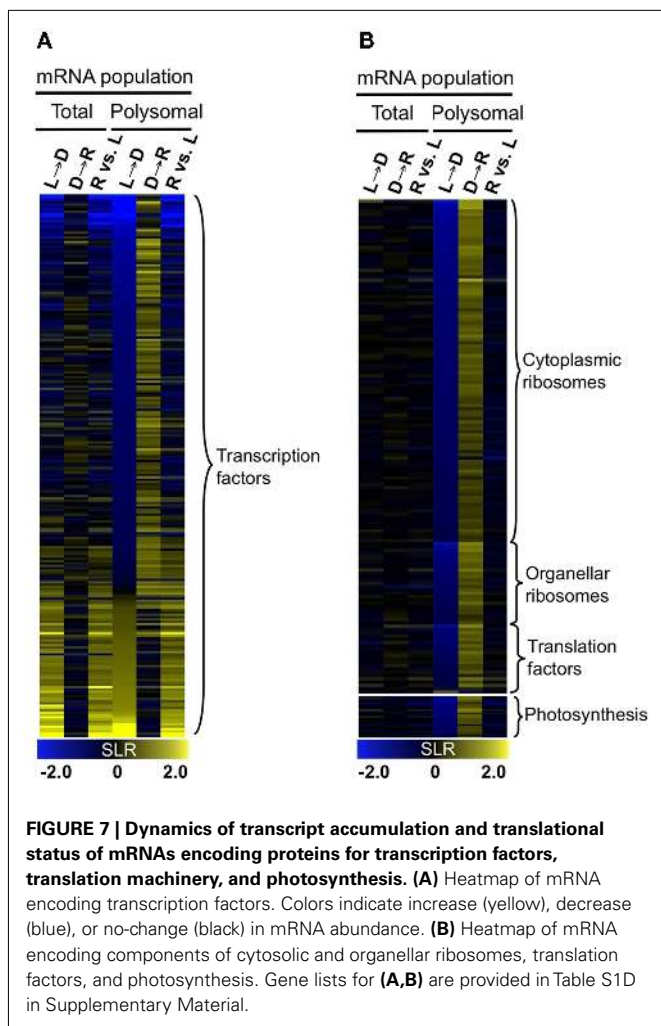 A
mRNA population
Total Polysomal
L→D D→R R vs. L L→D D→R R vs. L
Transcription
factors
SLR
-2.0 0 2.0
B
mRNA population
Total Polysomal
L→D D→R R vs. L L→D D→R R vs. L
Cytoplasmic
ribosomes
Organellar
ribosomes
Translation
factors
Photosynthesis
SLR
-2.0 0 2.0
FIGURE 7 | Dynamics of transcript accumulation and translational
status of mRNAs encoding proteins for transcription factors,
translation machinery, and photosynthesis. (A) Heatmap of mRNA
encoding transcription factors. Colors indicate increase (yellow), decrease
(blue), or no-change (black) in mRNA abundance. (B) Heatmap of mRNA
encoding components of cytosolic and organellar ribosomes, translation
factors, and photosynthesis. Gene lists for (A,B) are provided in Table S1D
in Supplementary Material.